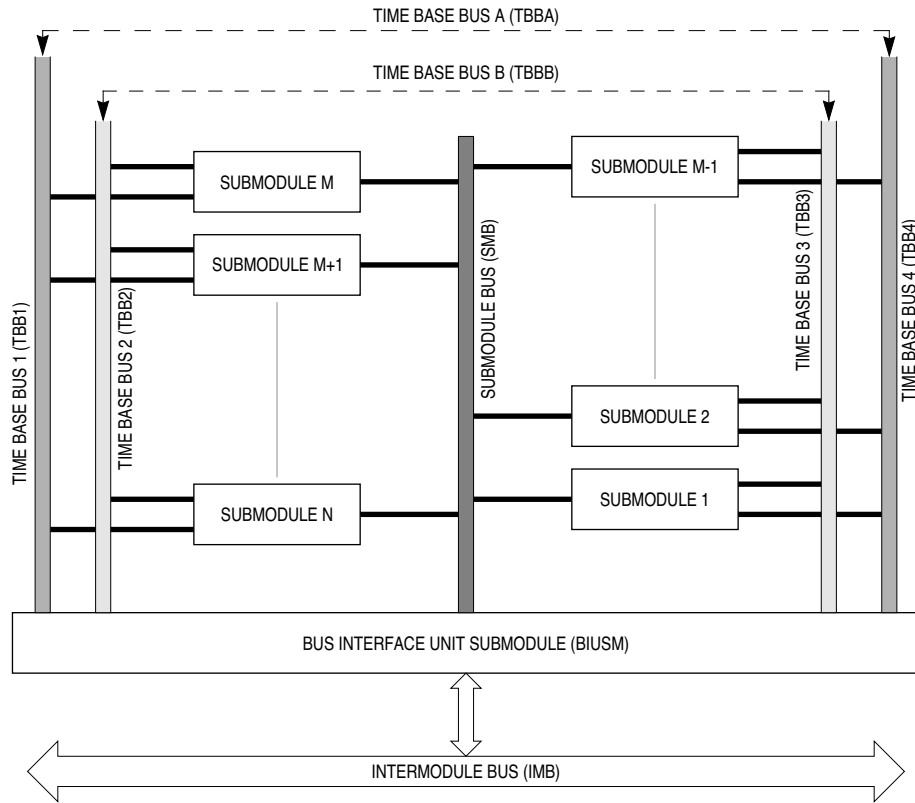 TIME BASE BUS A (TBBA)
TIME BASE BUS B (TBBB)
SUBMODULE M
SUBMODULE M-1
SUBMODULE M+1
TIME BASE BUS 1 (TBB1)
TIME BASE BUS 2 (TBB2)
SUBMODULE BUS (SMB)
TIME BASE BUS 3 (TBB3)
TIME BASE BUS 4 (TBB4)
SUBMODULE 2
SUBMODULE N
SUBMODULE 1
BUS INTERFACE UNIT SUBMODULE (BIUSM)
INTERMODULE BUS (IMB)